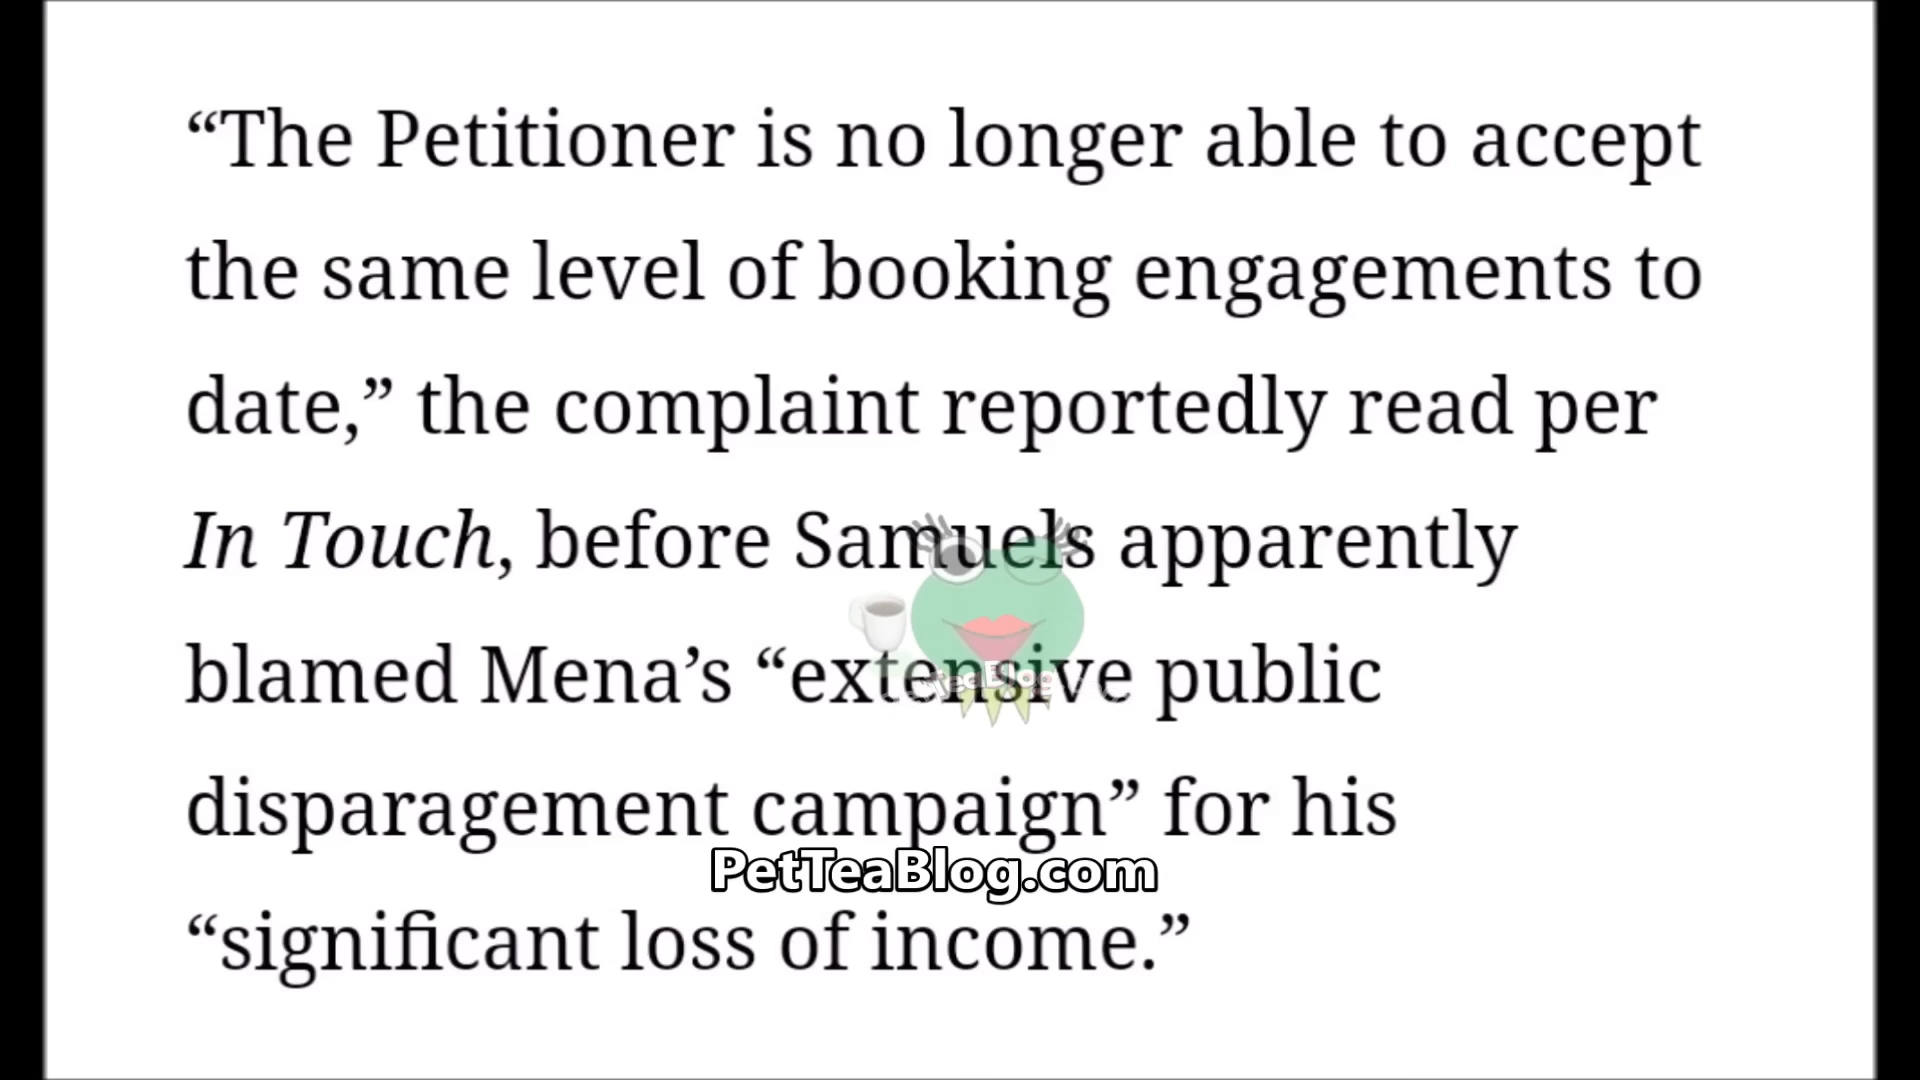 “The Petitioner is no longer able to accept
the same level of booking engagements to
date,” the complaint reportedly read per
In Touch, before Samuels apparently
blamed Mena’s “extensive public
TeaBlog
disparagement campaign” for his
PetTeaBlog.com
“significant loss of income.”